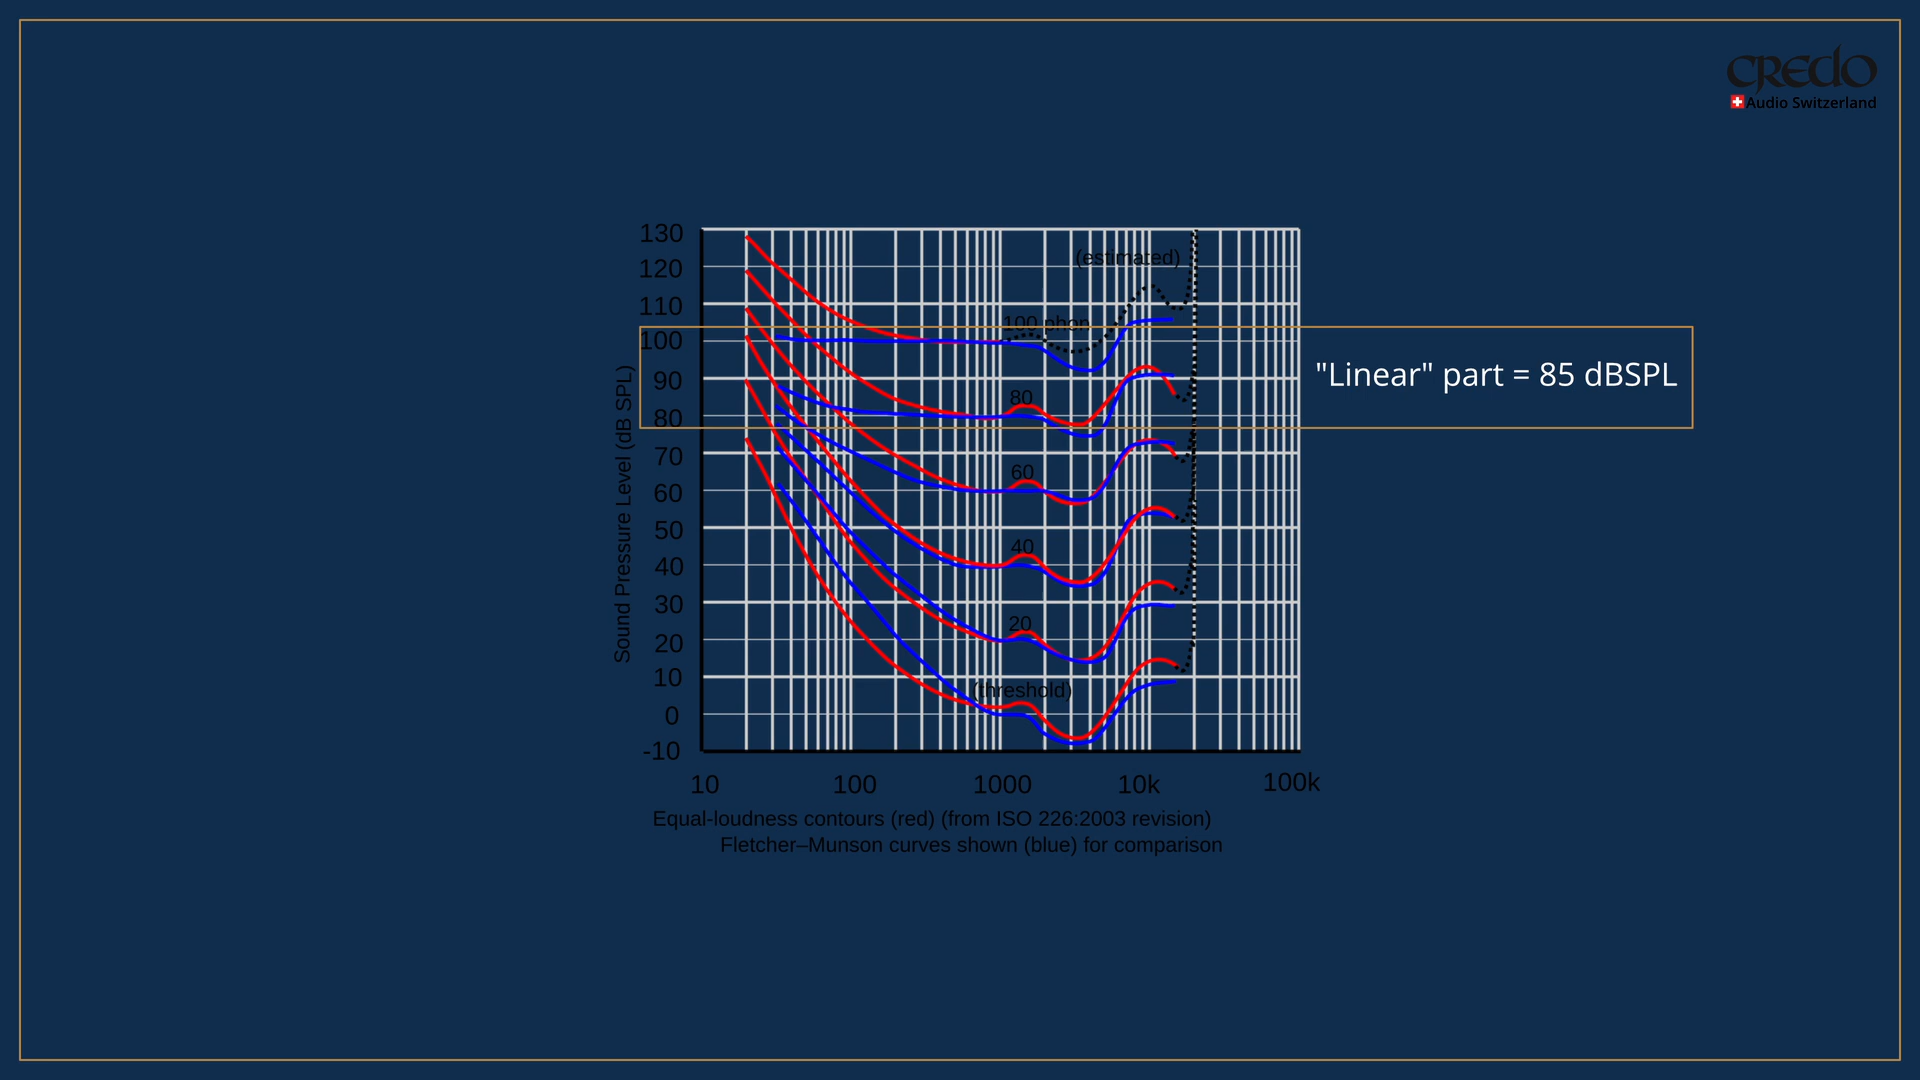 CREDO
Audio Switzerland
130
120
110
100
90
80
70
60
50
40
30
20
10
0
-10
Sound Pressure Level (dB SPL)
(estimated)
100 phon
80
60
40
20
(threshold)
"Linear" part = 85 dBSPL
10 100 1000 10k 100k
Equal-loudness contours (red) (from ISO 226:2003 revision)
Fletcher–Munson curves shown (blue) for comparison